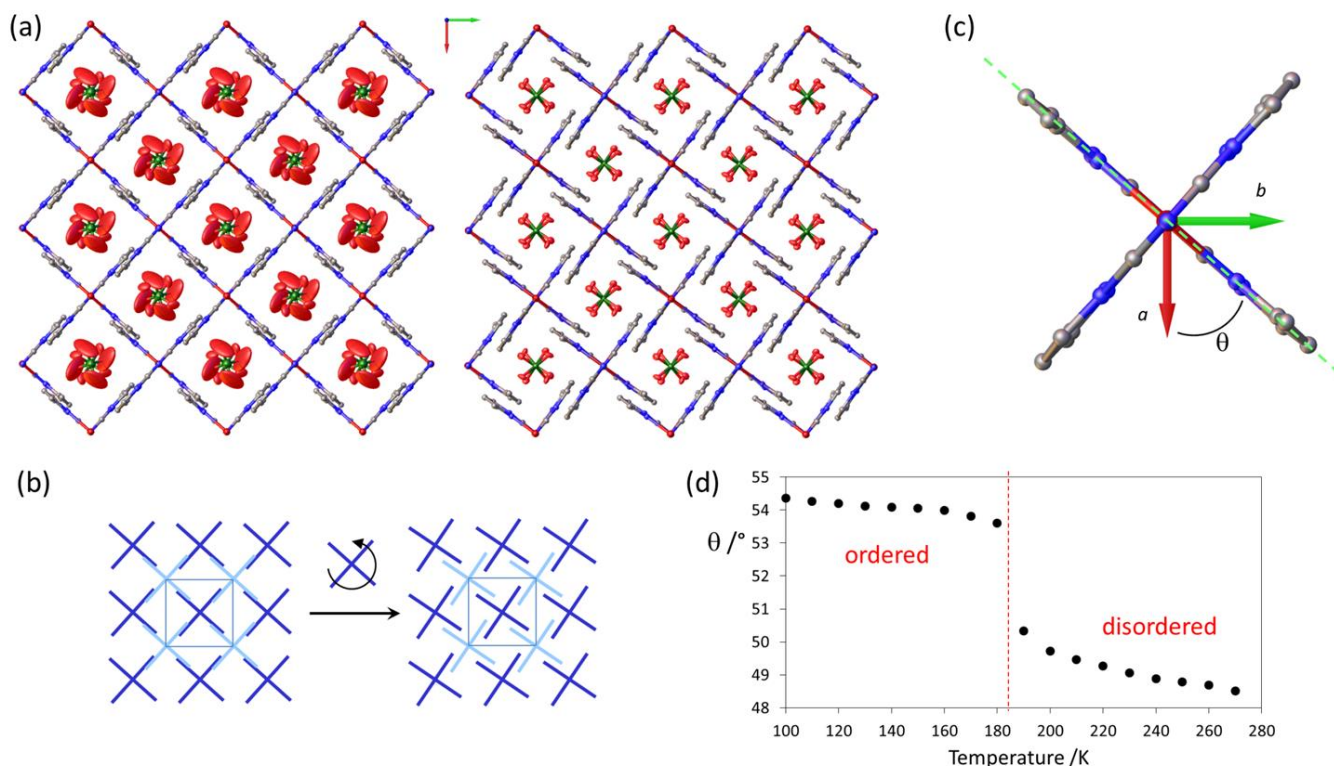 (a)
(c)
b
a
θ
(b)
(d)
θ /°
55
54
53
52
51
50
49
48
ordered
disordered
100 120 140 160 180 200 220 240 260 280
Temperature /K